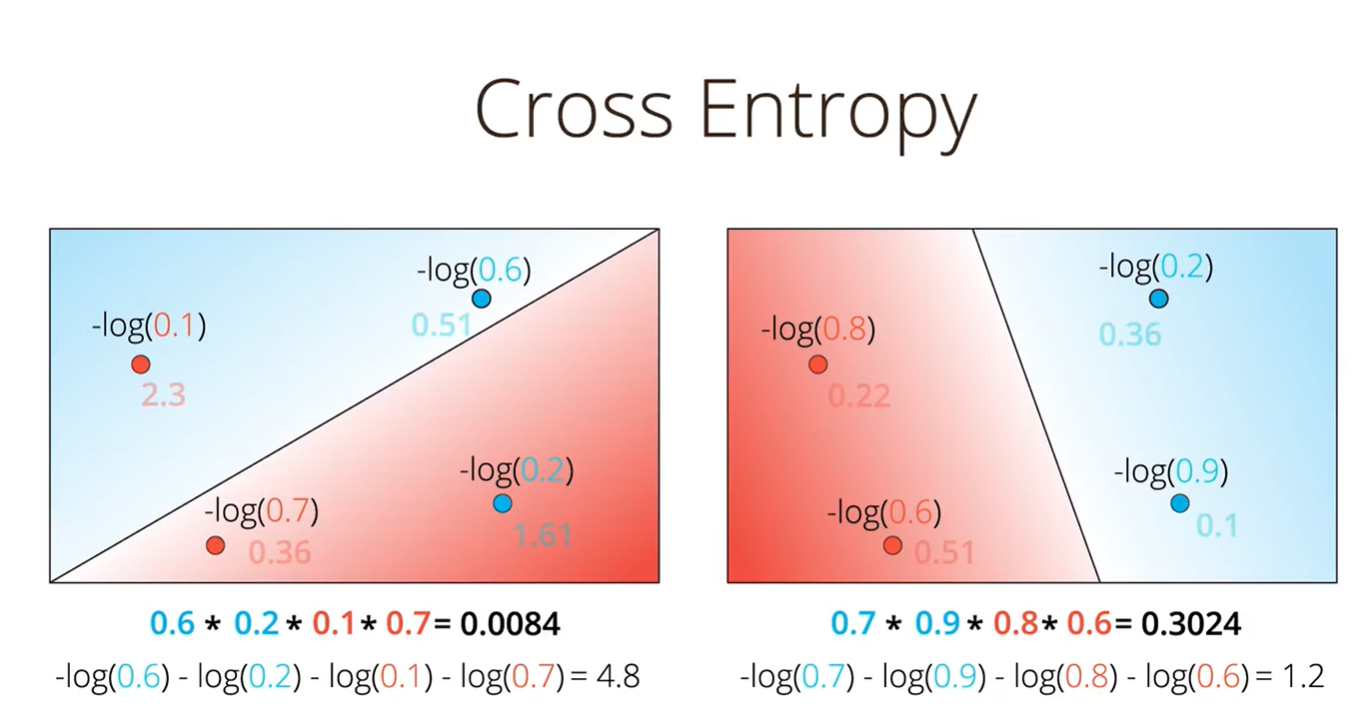 Cross Entropy
-log(0.6)
0.51
-log(0.1)
2.3
-log(0.2)
1.61
-log(0.7)
0.36
-log(0.2)
0.36
-log(0.8)
0.22
-log(0.9)
0.1
-log(0.6)
0.51
0.6 * 0.2 * 0.1 * 0.7 = 0.0084
-log(0.6) - log(0.2) - log(0.1) - log(0.7) = 4.8
0.7 * 0.9 * 0.8 * 0.6 = 0.3024
-log(0.7) - log(0.9) - log(0.8) - log(0.6) = 1.2